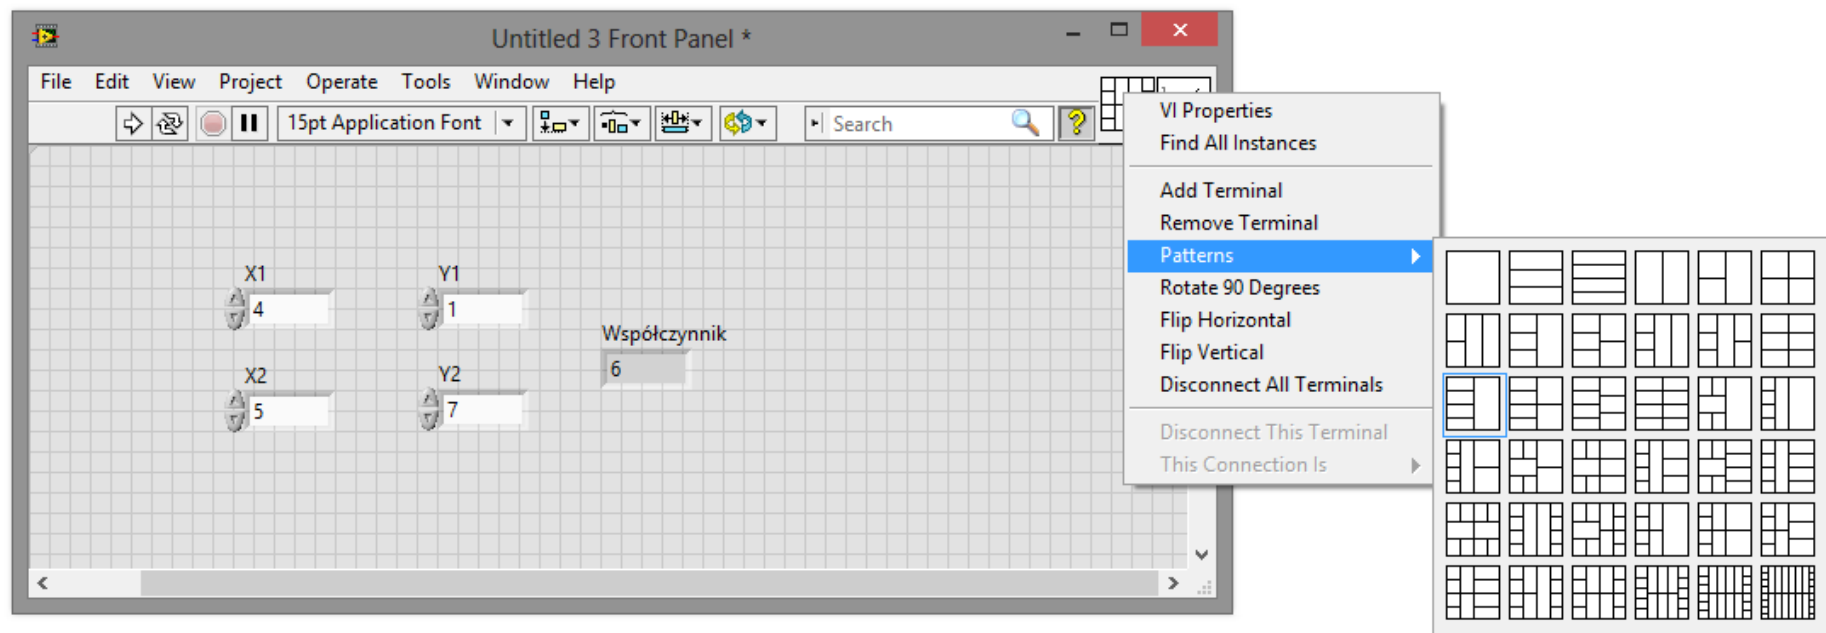 Untitled 3 Front Panel *
File Edit View Project Operate Tools Window Help
15pt Application Font
Search
VI Properties
Find All Instances
Add Terminal
Remove Terminal
Patterns
Rotate 90 Degrees
Flip Horizontal
Flip Vertical
Disconnect All Terminals
Disconnect This Terminal
This Connection Is
X1 Y1
4 1
Współczynnik
6
X2 Y2
5 7